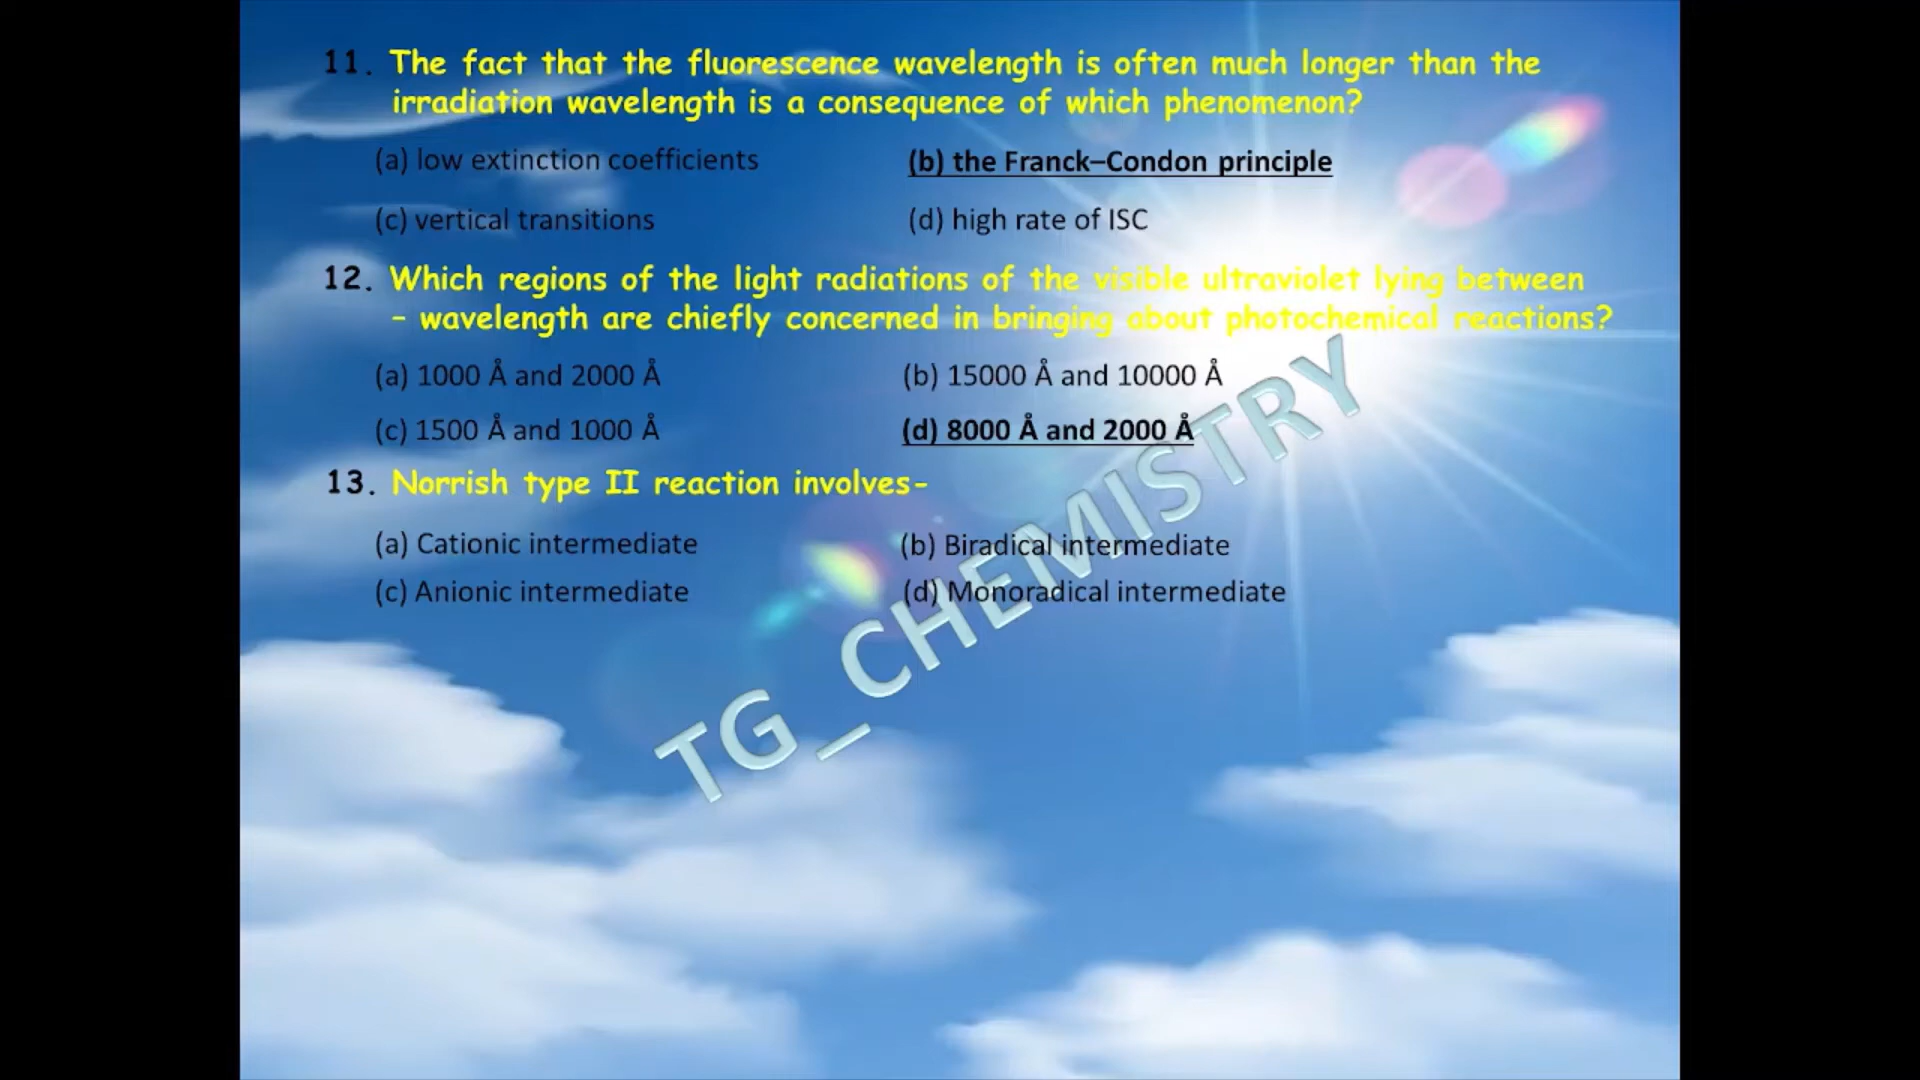 11. The fact that the fluorescence wavelength is often much longer than the
irradiation wavelength is a consequence of which phenomenon?
(a) low extinction coefficients (b) the Franck–Condon principle
(c) vertical transitions (d) high rate of ISC
12. Which regions of the light radiations of the visible ultraviolet lying between
– wavelength are chiefly concerned in bringing about photochemical reactions?
(a) 1000 Å and 2000 Å (b) 15000 Å and 10000 Å
(c) 1500 Å and 1000 Å (d) 8000 Å and 2000 Å
13. Norrish type II reaction involves-
(a) Cationic intermediate (b) Biradical intermediate
(c) Anionic intermediate (d) Monoradical intermediate
TG_CHEMISTRY